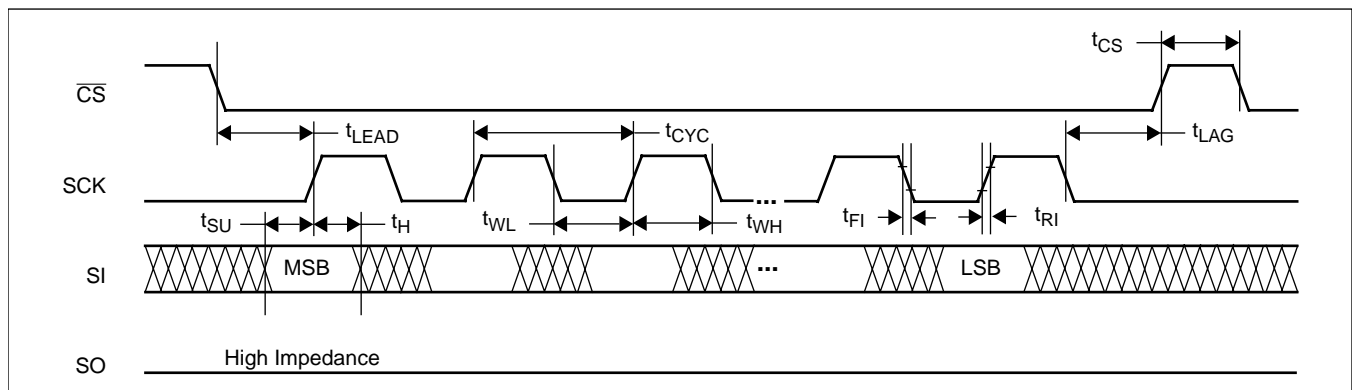 tCS
CS
tLEAD
tCYC
tLAG
SCK
...
tSU
tH
tWL
tWH
tFI
tRI
SI
MSB
...
LSB
SO
High Impedance